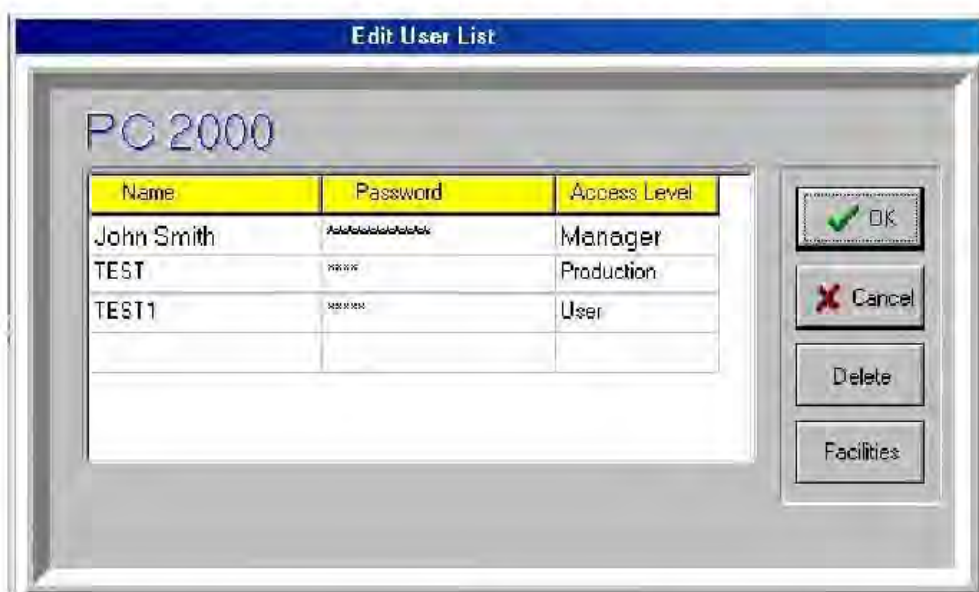 Edit User List
PC 2000
Name Password Access Level
John Smith ************ Manager
TEST **** Production
TEST1 ***** User
OK
Cancel
Delete
Facilities